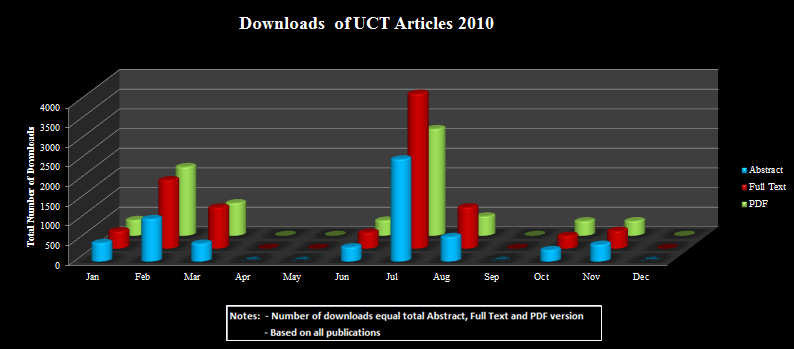 Downloads of UCT Articles 2010
Total Number of Downloads
4000
3500
3000
2500
2000
1500
1000
500
0
Jan Feb Mar Apr May Jun Jul Aug Sep Oct Nov Dec
Abstract
Full Text
PDF
Notes: - Number of downloads equal total Abstract, Full Text and PDF version
- Based on all publications